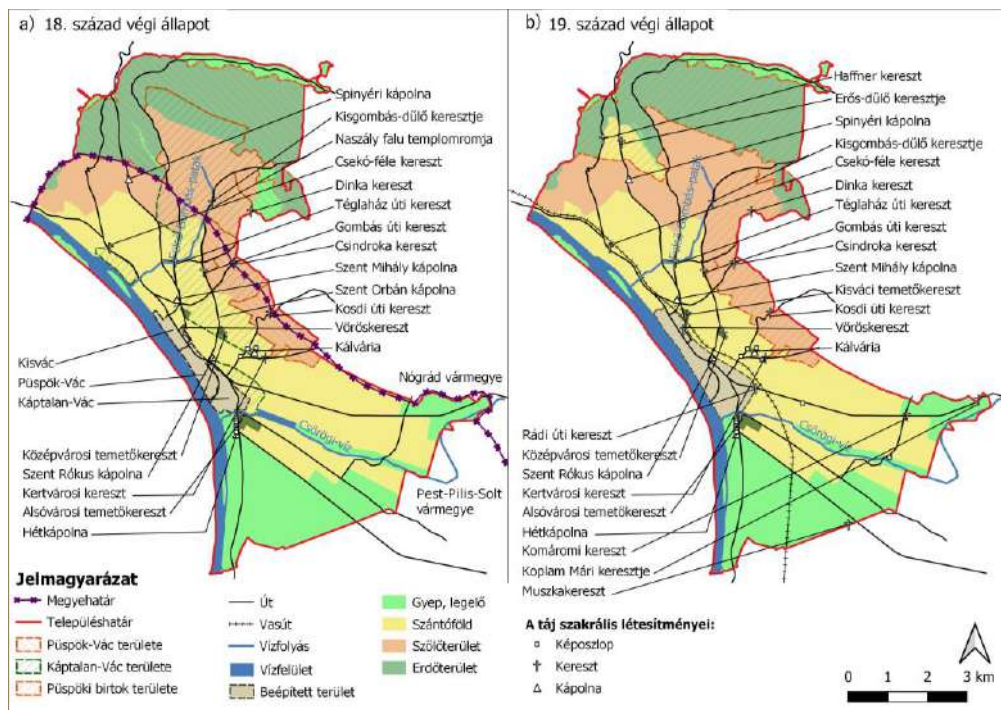 a) 18. század végi állapot
Spinyéri kápolna
Kisgombás-dűlő keresztje
Naszály falu templomromja
Csekó-féle kereszt
Dinka kereszt
Téglaház úti kereszt
Gombás úti kereszt
Csindroka kereszt
Szent Mihály kápolna
Szent Orbán kápolna
Kosdi úti kereszt
Vöröskereszt
Kálvária
Kisvác
Püspök-Vác
Káptalan-Vác
Nógrád vármegye
Csörögi-víz
Középvárosi temetőkereszt
Szent Rókus kápolna
Kertvárosi kereszt
Alsóvárosi temetőkereszt
Hétkápolna
Pest-Pilis-Solt
vármegye
b) 19. század végi állapot
Haffner kereszt
Erős-dűlő keresztje
Spinyéri kápolna
Kisgombás-dűlő keresztje
Csekó-féle kereszt
Dinka kereszt
Téglaház úti kereszt
Gombás úti kereszt
Csindroka kereszt
Szent Mihály kápolna
Kisváci temetőkereszt
Kosdi úti kereszt
Vöröskereszt
Kálvária
Rádi úti kereszt
Csörögi-víz
Középvárosi temetőkereszt
Szent Rókus kápolna
Kertvárosi kereszt
Alsóvárosi temetőkereszt
Hétkápolna
Komáromi kereszt
Koplam Mári keresztje
Muszkakereszt
Jelmagyarázat
Megyehatár
Településhatár
Püspök-Vác területe
Káptalan-Vác területe
Püspöki birtok területe
Út
Vasút
Vízfolyás
Vízfelület
Beépített terület
Gyep, legelő
Szántóföld
Szőlőterület
Erdőterület
A táj szakrális létesítményei:
Képoszlop
Kereszt
Kápolna
0 1 2 3 km